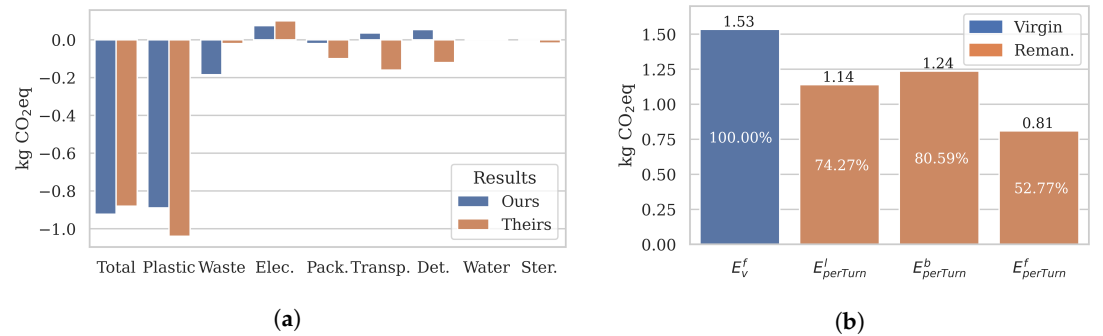 kg CO2eq
0.0
−0.2
−0.4
−0.6
−0.8
−1.0
Results
Ours
Theirs
Total Plastic Waste Elec. Pack. Transp. Det. Water Ster.
(a)
kg CO2eq
1.50
1.25
1.00
0.75
0.50
0.25
0.00
Virgin
Reman.
1.53
1.14
1.24
0.81
100.00%
74.27%
80.59%
52.77%
E_v^f E_perTurn^l E_perTurn^b E_perTurn^f
(b)